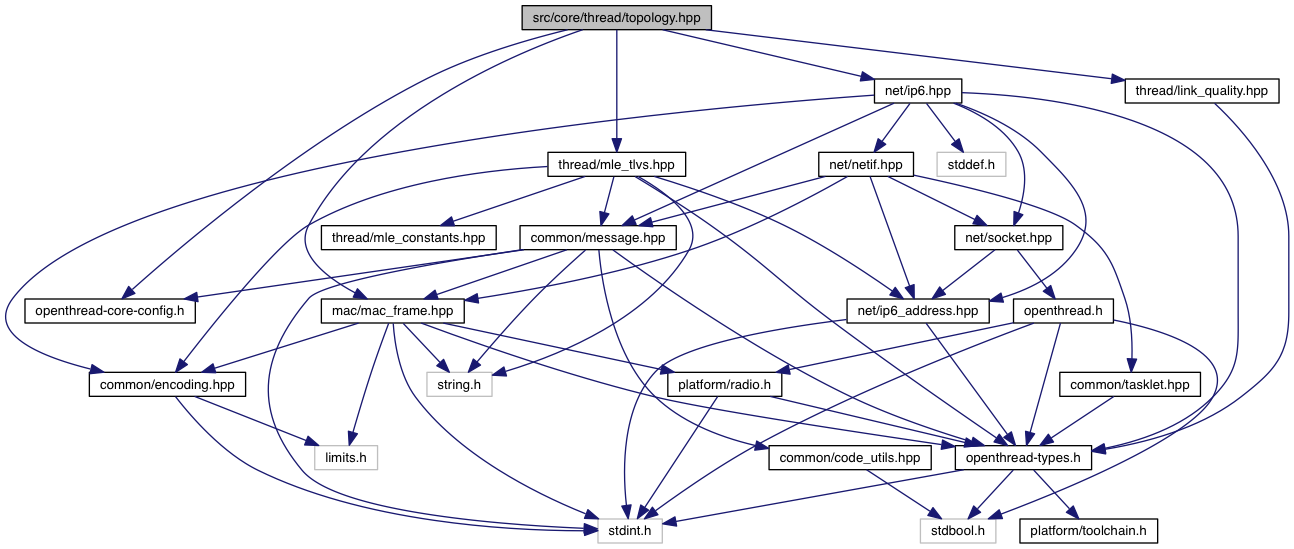 src/core/thread/topology.hpp
net/ip6.hpp
thread/link_quality.hpp
thread/mle_tlvs.hpp
net/netif.hpp
stddef.h
thread/mle_constants.hpp
common/message.hpp
net/socket.hpp
openthread-core-config.h
mac/mac_frame.hpp
net/ip6_address.hpp
openthread.h
common/encoding.hpp
string.h
platform/radio.h
common/tasklet.hpp
limits.h
common/code_utils.hpp
openthread-types.h
stdint.h
stdbool.h
platform/toolchain.h